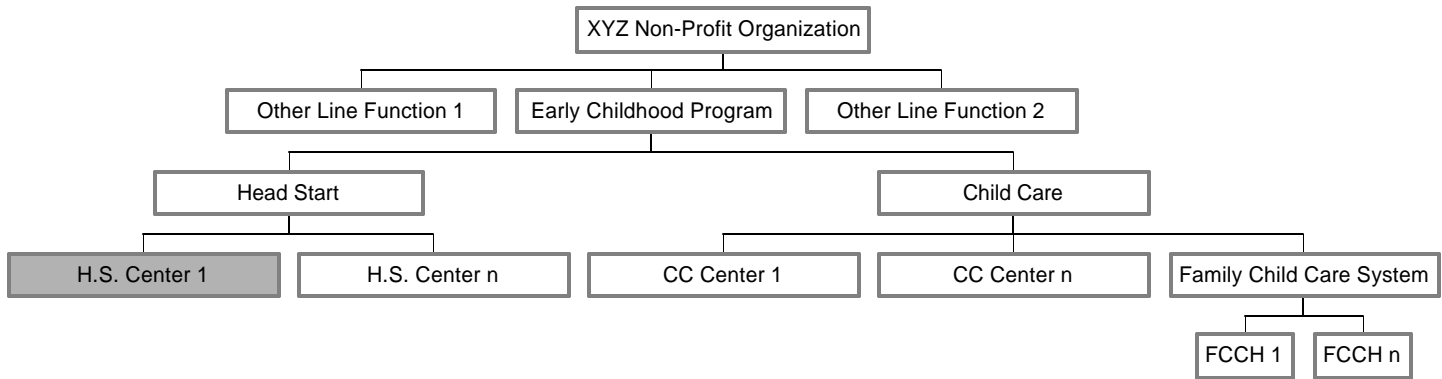 XYZ Non-Profit Organization
Other Line Function 1
Early Childhood Program
Other Line Function 2
Head Start
Child Care
H.S. Center 1
H.S. Center n
CC Center 1
CC Center n
Family Child Care System
FCCH 1
FCCH n